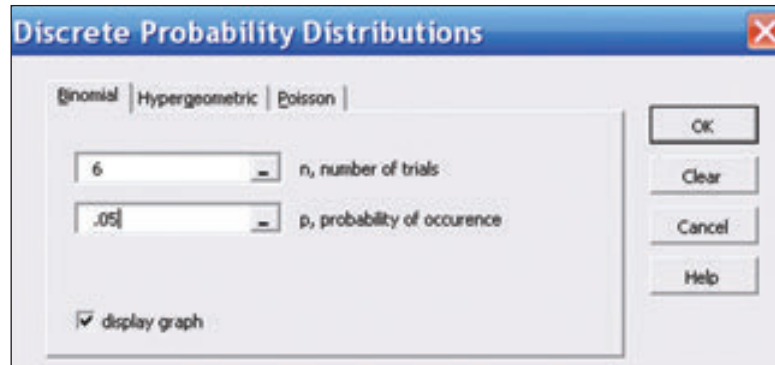 Discrete Probability Distributions
Binomial Hypergeometric Poisson
6 n, number of trials
.05 p, probability of occurence
display graph
OK
Clear
Cancel
Help